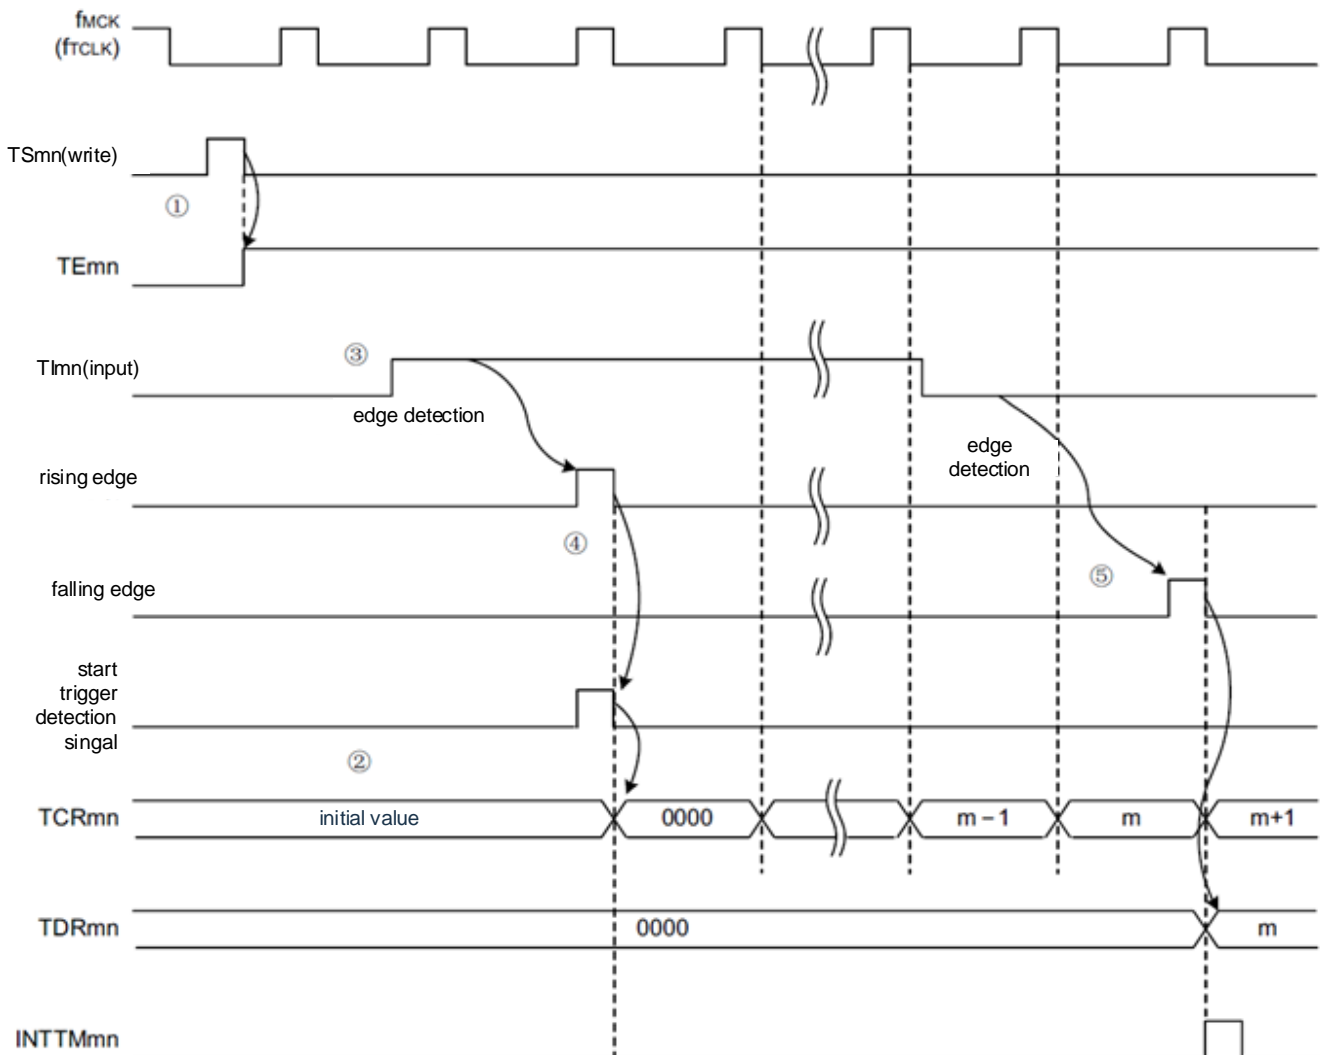 fMCK
(fTCLK)
TSmn(write)
①
TEmn
③
TImn(input)
edge detection
edge
detection
rising edge
④
⑤
falling edge
start
trigger
detection
singal
②
TCRmn
initial value
0000
m – 1
m
m+1
TDRmn
0000
m
INTTMmn